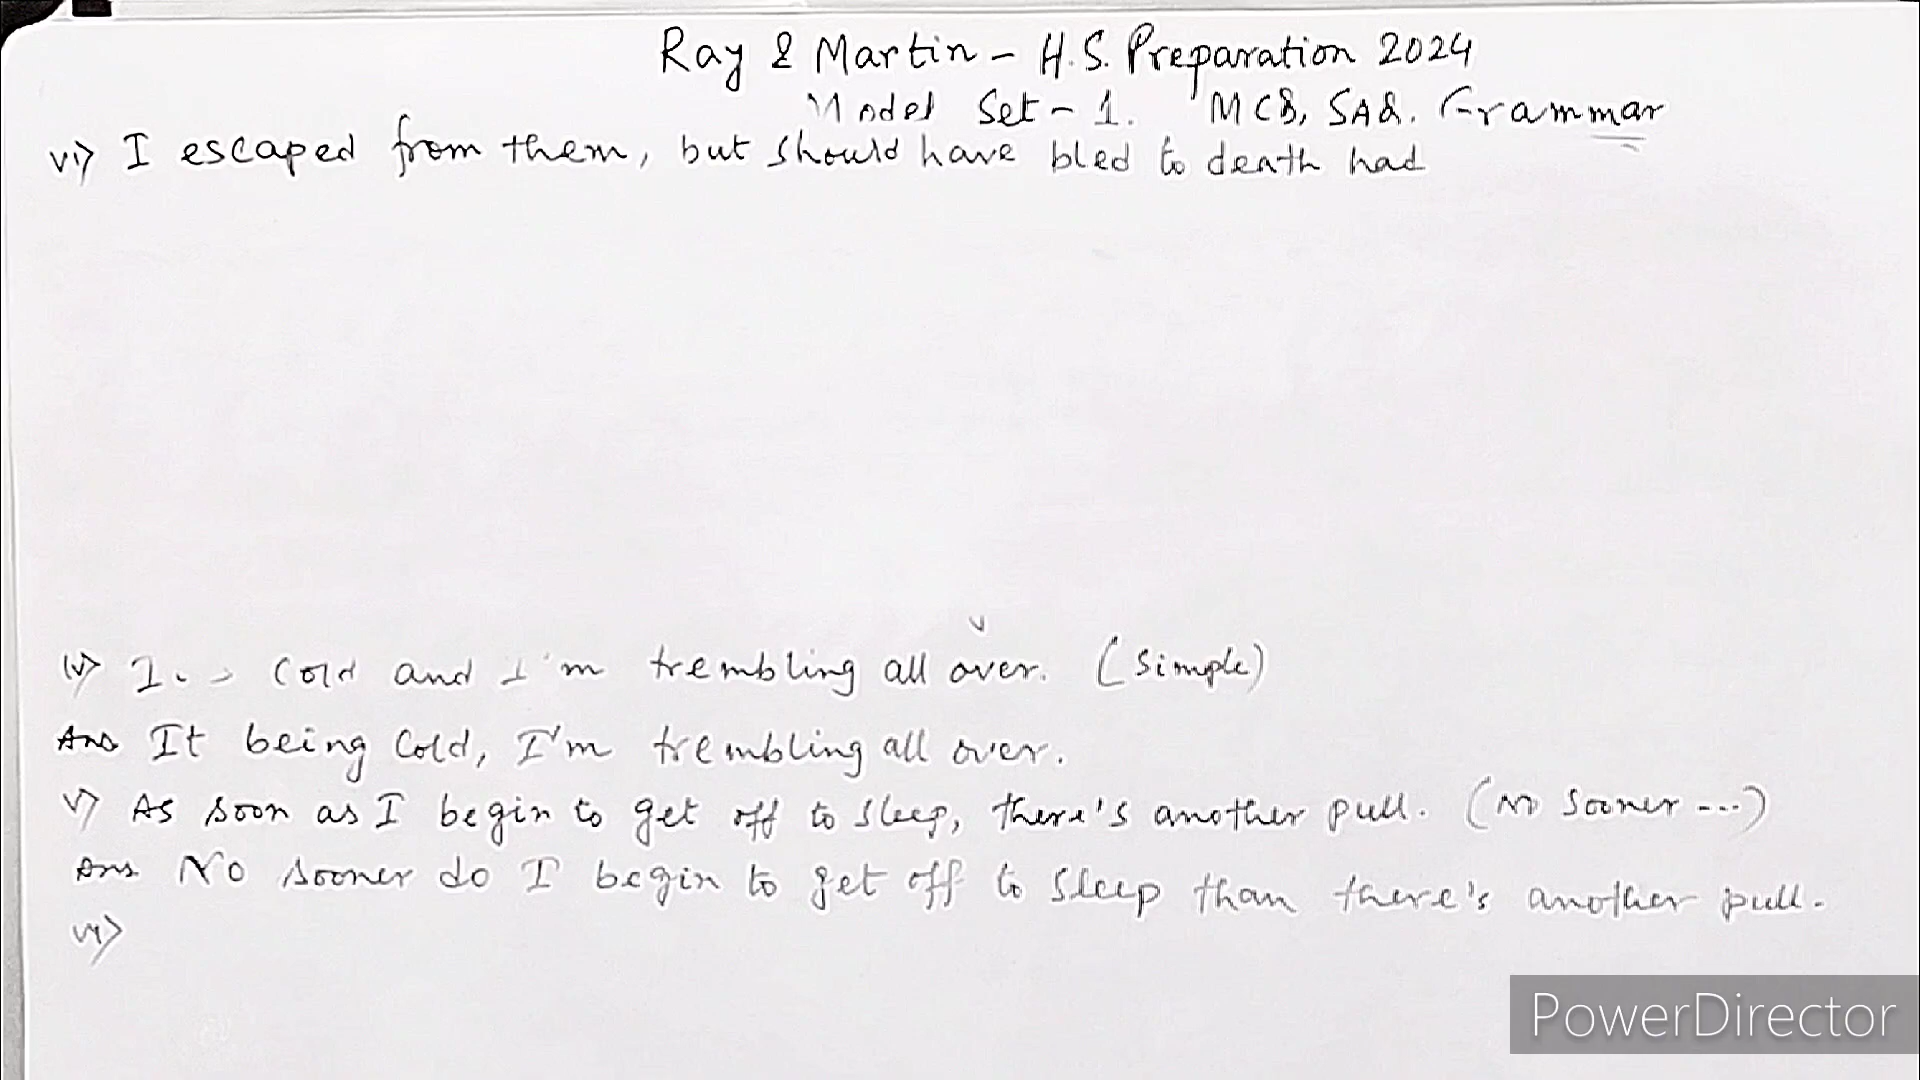 Ray & Martin - H.S. Preparation 2024
Model Set - 1. MCQ, SAQ. Grammar
vi) I escaped from them, but should have bled to death had
iv) cold and I'm trembling all over. (Simple)
Ans It being Cold, I'm trembling all over.
v) As soon as I begin to get off to sleep, there's another pull. (No sooner ---)
Ans No sooner do I begin to get off to sleep than there's another pull.
vi)
PowerDirector